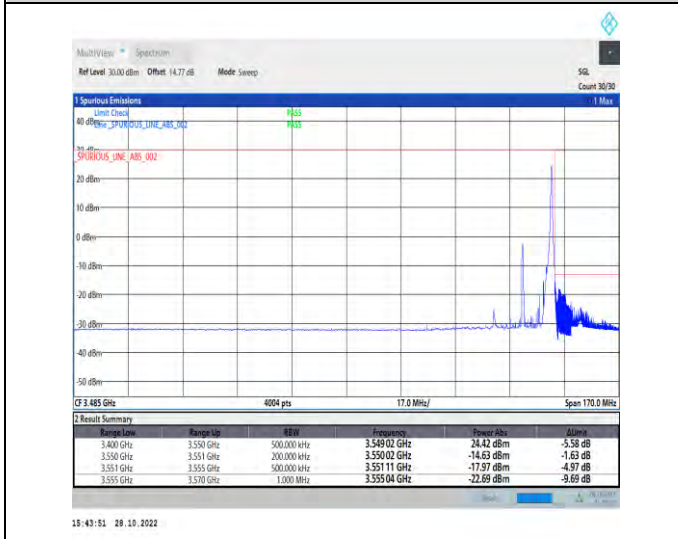 MultiView Spectrum
Ref Level 30.00 dBm Offset 14.77 dB Mode Sweep SGL
Count 30/30
1 Spurious Emissions 1 Max
Limit Check PASS
40 dBm Line _SPURIOUS_LINE_ABS_002 PASS
_SPURIOUS_LINE_ABS_002
20 dBm
10 dBm
0 dBm
-10 dBm
-20 dBm
-30 dBm
-40 dBm
-50 dBm
CF 3.485 GHz 4004 pts 17.0 MHz/ Span 170.0 MHz
2 Result Summary
Range Low Range Up RBW Frequency Power Abs ΔLimit
3.400 GHz 3.550 GHz 500.000 kHz 3.549 02 GHz 24.42 dBm -5.58 dB
3.550 GHz 3.551 GHz 200.000 kHz 3.550 02 GHz -14.63 dBm -1.63 dB
3.551 GHz 3.555 GHz 500.000 kHz 3.551 11 GHz -17.97 dBm -4.97 dB
3.555 GHz 3.570 GHz 1.000 MHz 3.555 04 GHz -22.69 dBm -9.69 dB
15:43:51 28.10.2022